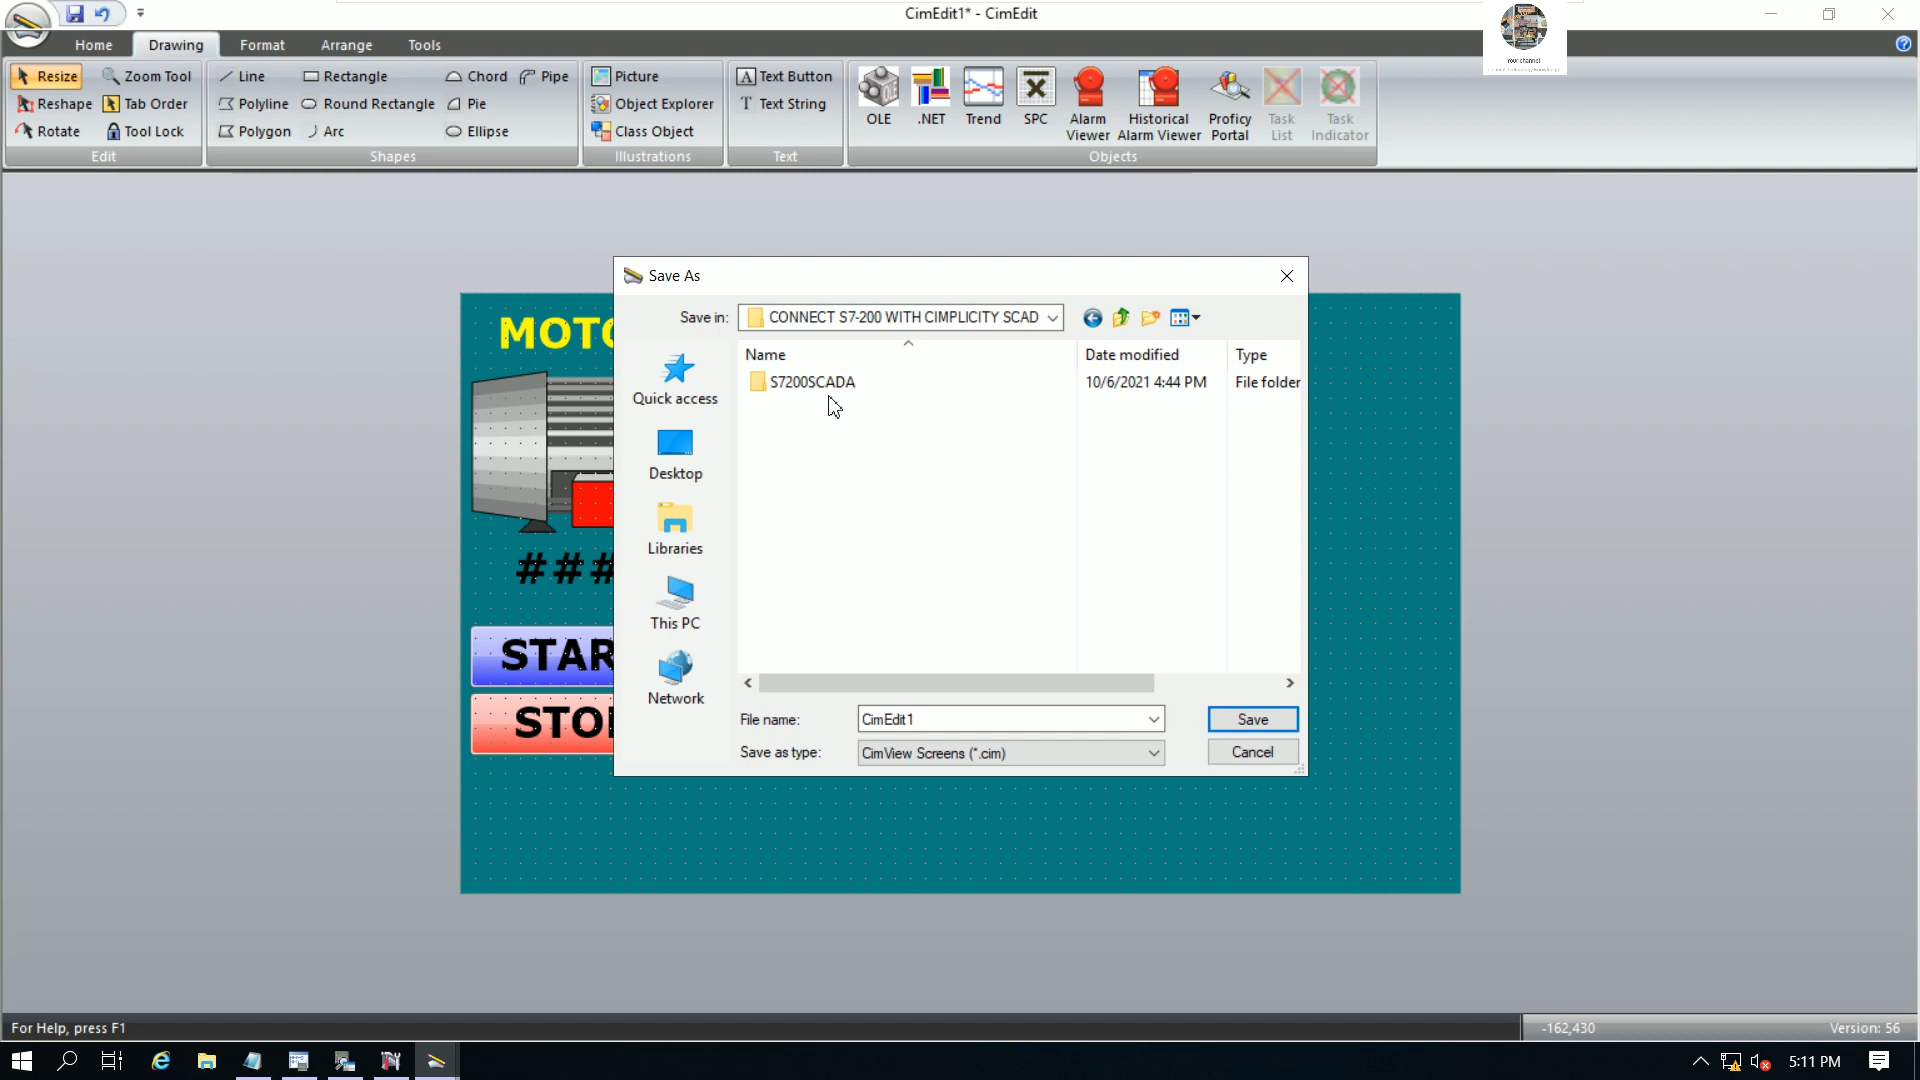 CimEdit1* - CimEdit
Your channel
Home Drawing Format Arrange Tools
Resize Zoom Tool Line Rectangle Chord Pipe Picture Text Button
Reshape Tab Order Polyline Round Rectangle Pie Object Explorer Text String
Rotate Tool Lock Polygon Arc Ellipse Class Object
OLE .NET Trend SPC Alarm Viewer Historical Alarm Viewer Proficy Portal Task List Task Indicator
Edit Shapes Illustrations Text Objects
MOTO
###
STAR
STO
Save As
Save in: CONNECT S7-200 WITH CIMPLICITY SCAD
Name Date modified Type
S7200SCADA 10/6/2021 4:44 PM File folder
Quick access
Desktop
Libraries
This PC
Network
File name: CimEdit1 Save
Save as type: CimView Screens (*.cim) Cancel
For Help, press F1 -162,430 Version: 56
5:11 PM